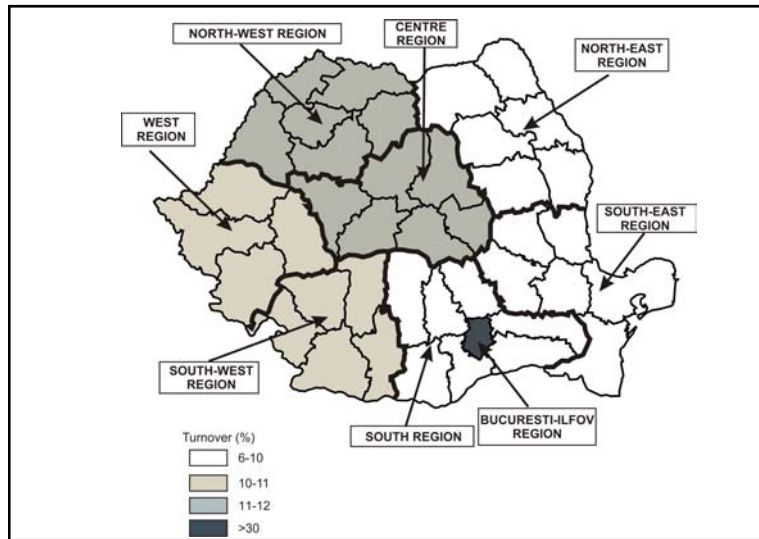 NORTH-WEST REGION
CENTRE
REGION
NORTH-EAST
REGION
WEST
REGION
SOUTH-EAST
REGION
SOUTH-WEST
REGION
SOUTH REGION
BUCURESTI-ILFOV
REGION
Turnover (%)
6-10
10-11
11-12
>30